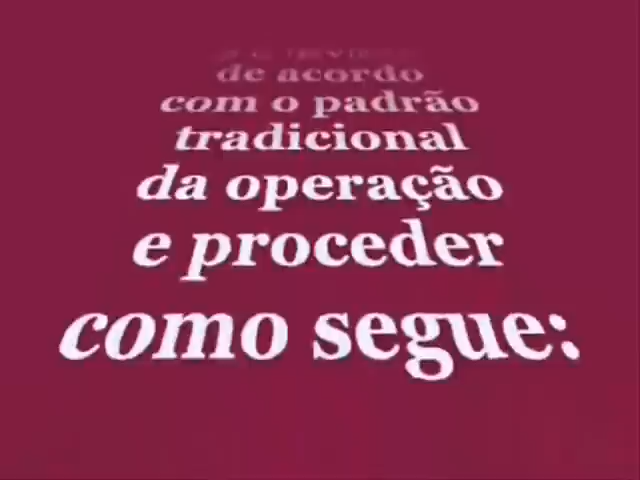 de acordo
com o padrão
tradicional
da operação
e proceder
como segue: